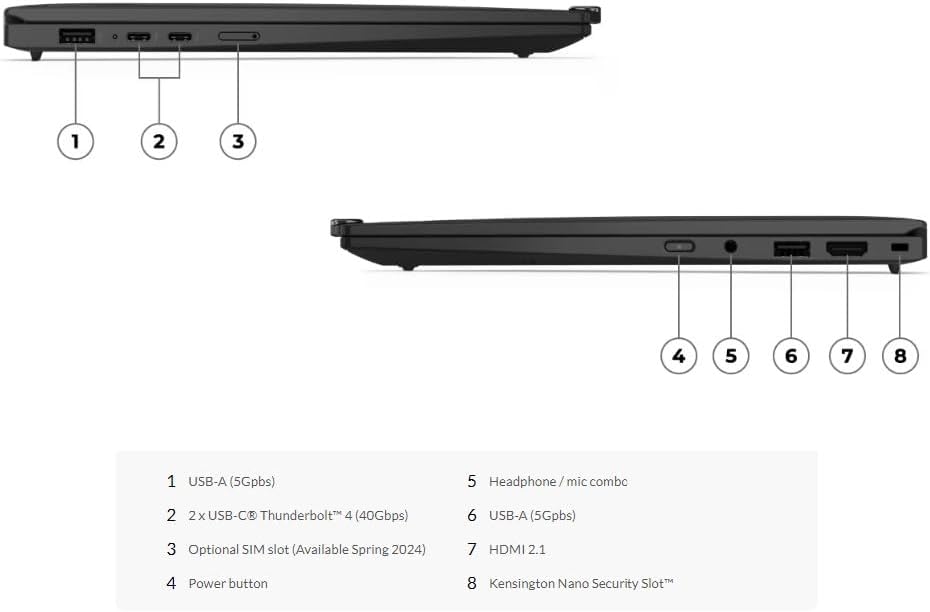 1 2 3
4 5 6 7 8
1 USB-A (5Gpbs)
2 2 x USB-C® Thunderbolt™ 4 (40Gbps)
3 Optional SIM slot (Available Spring 2024)
4 Power button
5 Headphone / mic combo
6 USB-A (5Gpbs)
7 HDMI 2.1
8 Kensington Nano Security Slot™